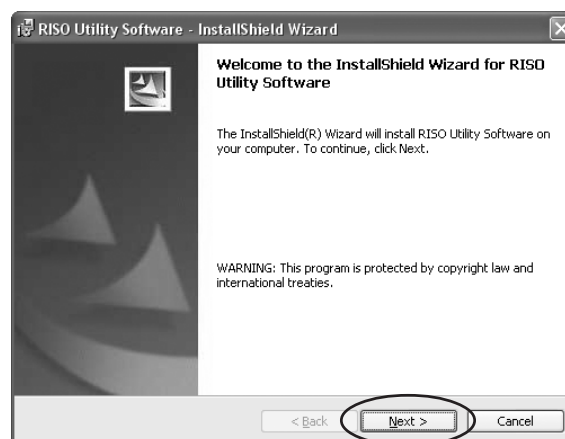 RISO Utility Software - InstallShield Wizard
Welcome to the InstallShield Wizard for RISO
Utility Software
The InstallShield(R) Wizard will install RISO Utility Software on
your computer. To continue, click Next.
WARNING: This program is protected by copyright law and
international treaties.
< Back Next > Cancel